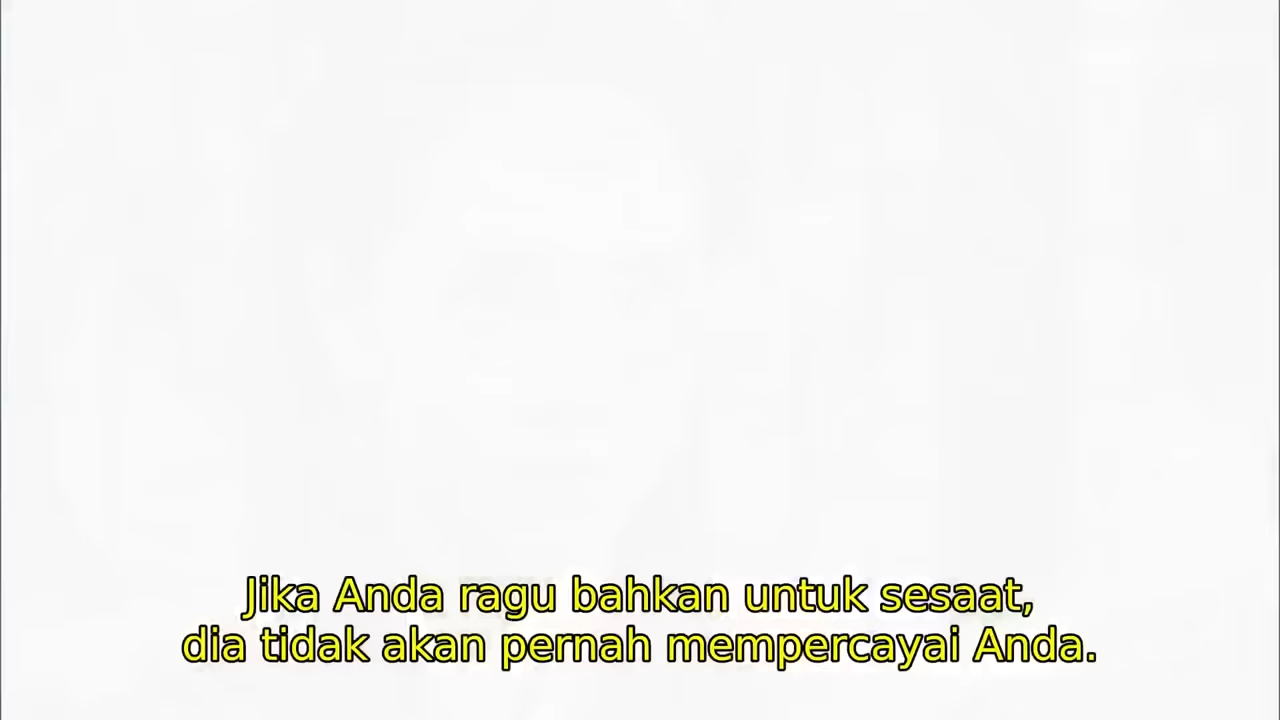 Jika Anda ragu bahkan untuk sesaat,
dia tidak akan pernah mempercayai Anda.